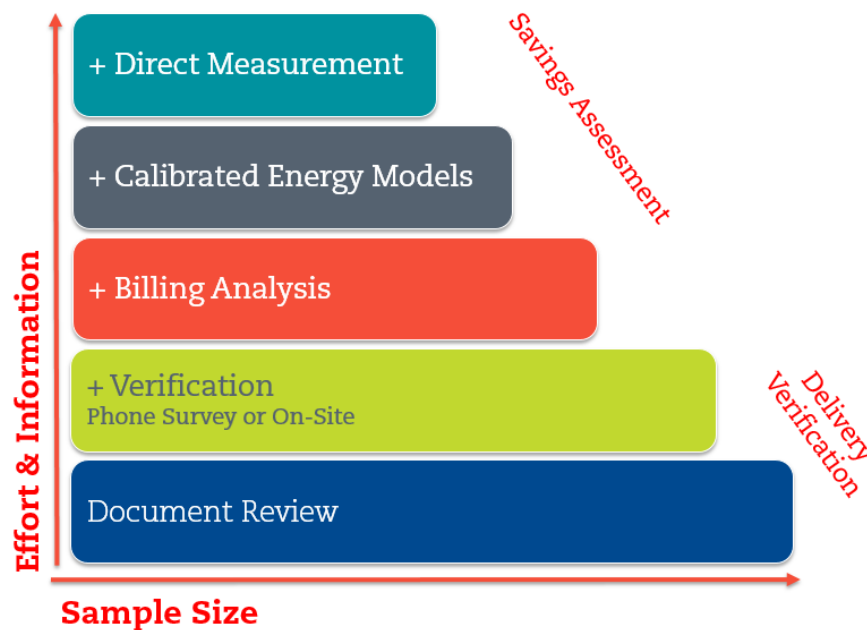 + Direct Measurement
+ Calibrated Energy Models
+ Billing Analysis
+ Verification
Phone Survey or On-Site
Document Review
Savings Assessment
Delivery
Verification
Effort & Information
Sample Size